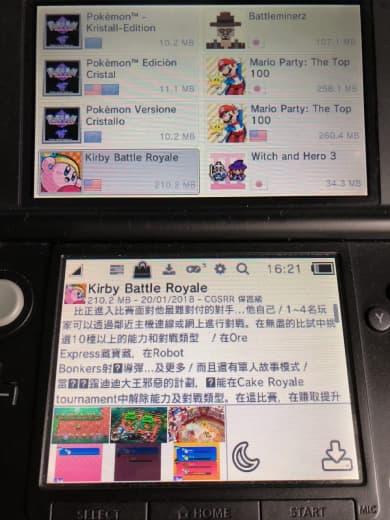 Pokémon™ - Kristall-Edition
10.2 MB
Battleminerz
107.1 MB
Pokémon™ Edición Cristal
11.1 MB
Mario Party: The Top 100
258.1 MB
Pokémon Versione Cristallo
10.2 MB
Mario Party: The Top 100
260.4 MB
Kirby Battle Royale
210.2 MB
Witch and Hero 3
34.3 MB
16:21
Kirby Battle Royale
210.2 MB - 20/01/2018 - CGSRR 保護級
比正進入比賽面對他最難對付的對手...他自己 / 1~4名玩
家可以透過鄰近主機連線或網上進行對戰。在無盡的比試中挑
選10種以上的能力和對戰類型 / 在Ore
Express藏寶藏，在Robot
Bonkers射導彈...及更多 / 而且還有單人故事模式 /
當露迪迪大王邪惡的計劃，能在Cake Royale
tournament中解除能力及對戰類型。在這比賽，在賺取提升
Y
SELECT
HOME
START
MIC